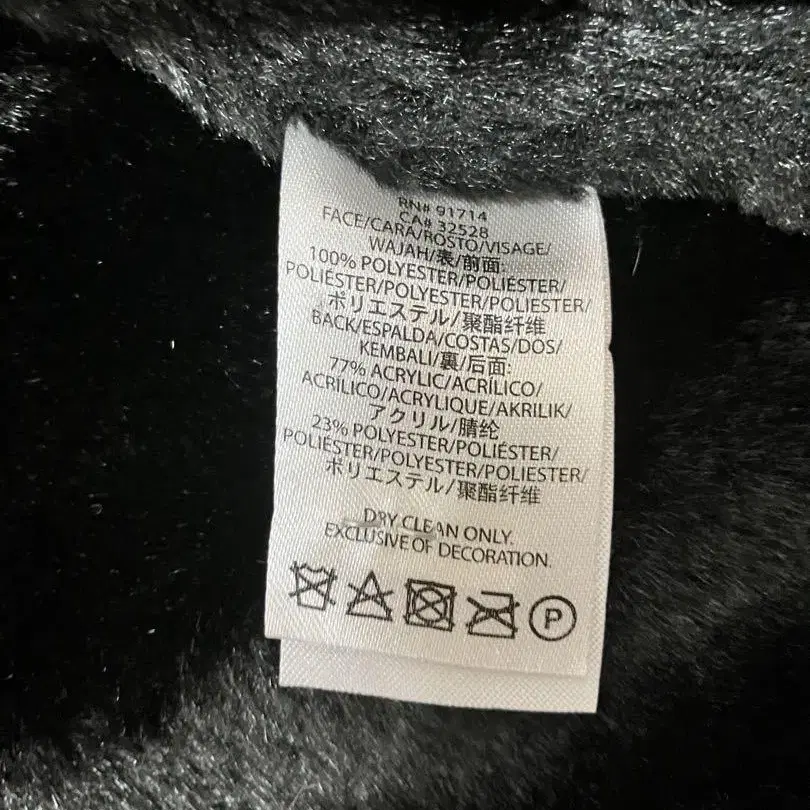 RN# 91714
CA# 32528
FACE/CARA/ROSTO/VISAGE/
WAJAH/表/前面:
100% POLYESTER/POLIÉSTER/
POLIÉSTER/POLYESTER/POLIESTER/
ポリエステル/聚酯纤维
BACK/ESPALDA/COSTAS/DOS/
KEMBALI/裏/后面:
77% ACRYLIC/ACRÍLICO/
ACRÍLICO/ACRYLIQUE/AKRILIK/
アクリル/腈纶
23% POLYESTER/POLIÉSTER/
POLIÉSTER/POLYESTER/POLIESTER/
ポリエステル/聚酯纤维
DRY CLEAN ONLY.
EXCLUSIVE OF DECORATION.
P